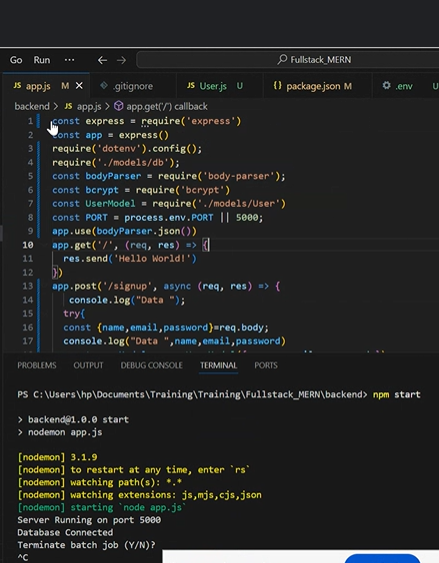 Go Run ··· ← → Fullstack_MERN
JS app.js M × .gitignore JS User.js U {} package.json M .env
backend > JS app.js > app.get('/') callback
1 const express = require('express')
2 const app = express()
3 require('dotenv').config();
4 require('./models/db');
5 const bodyParser = require('body-parser');
6 const bcrypt = require('bcrypt')
7 const UserModel = require('./models/User')
8 const PORT = process.env.PORT || 5000;
9 app.use(bodyParser.json())
10 app.get('/', (req, res) => {
11 res.send('Hello World!')
12 })
13 app.post('/signup', async (req, res) => {
14 console.log("Data ");
15 try{
16 const {name,email,password}=req.body;
17 console.log("Data ",name,email,password)
PROBLEMS OUTPUT DEBUG CONSOLE TERMINAL PORTS
PS C:\Users\hp\Documents\Training\Training\Fullstack_MERN\backend> npm start
> backend@1.0.0 start
> nodemon app.js
[nodemon] 3.1.9
[nodemon] to restart at any time, enter `rs`
[nodemon] watching path(s): *.*
[nodemon] watching extensions: js,mjs,cjs,json
[nodemon] starting `node app.js`
Server Running on port 5000
Database Connected
Terminate batch job (Y/N)?
^C